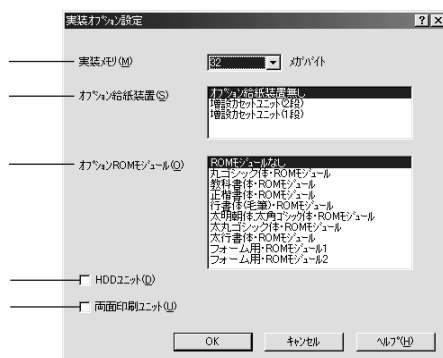 実装ｵﾌﾟｼｮﾝ設定
実装ﾒﾓﾘ(M) 32 ﾒｶﾞﾊﾞｲﾄ
ｵﾌﾟｼｮﾝ給紙装置(S)
ｵﾌﾟｼｮﾝ給紙装置無し
増設ｶｾｯﾄﾕﾆｯﾄ(2段)
増設ｶｾｯﾄﾕﾆｯﾄ(1段)
ｵﾌﾟｼｮﾝROMﾓｼﾞｭｰﾙ(O)
ROMﾓｼﾞｭｰﾙなし
丸ｺﾞｼｯｸ体・ROMﾓｼﾞｭｰﾙ
教科書体・ROMﾓｼﾞｭｰﾙ
正楷書体・ROMﾓｼﾞｭｰﾙ
行書体(毛筆)・ROMﾓｼﾞｭｰﾙ
太明朝体,太角ｺﾞｼｯｸ体・ROMﾓｼﾞｭｰﾙ
太丸ｺﾞｼｯｸ体・ROMﾓｼﾞｭｰﾙ
太行書体・ROMﾓｼﾞｭｰﾙ
フォーム用・ROMﾓｼﾞｭｰﾙ1
フォーム用・ROMﾓｼﾞｭｰﾙ2
HDDﾕﾆｯﾄ(D)
両面印刷ﾕﾆｯﾄ(U)
OK ｷｬﾝｾﾙ ﾍﾙﾌﾟ(H)